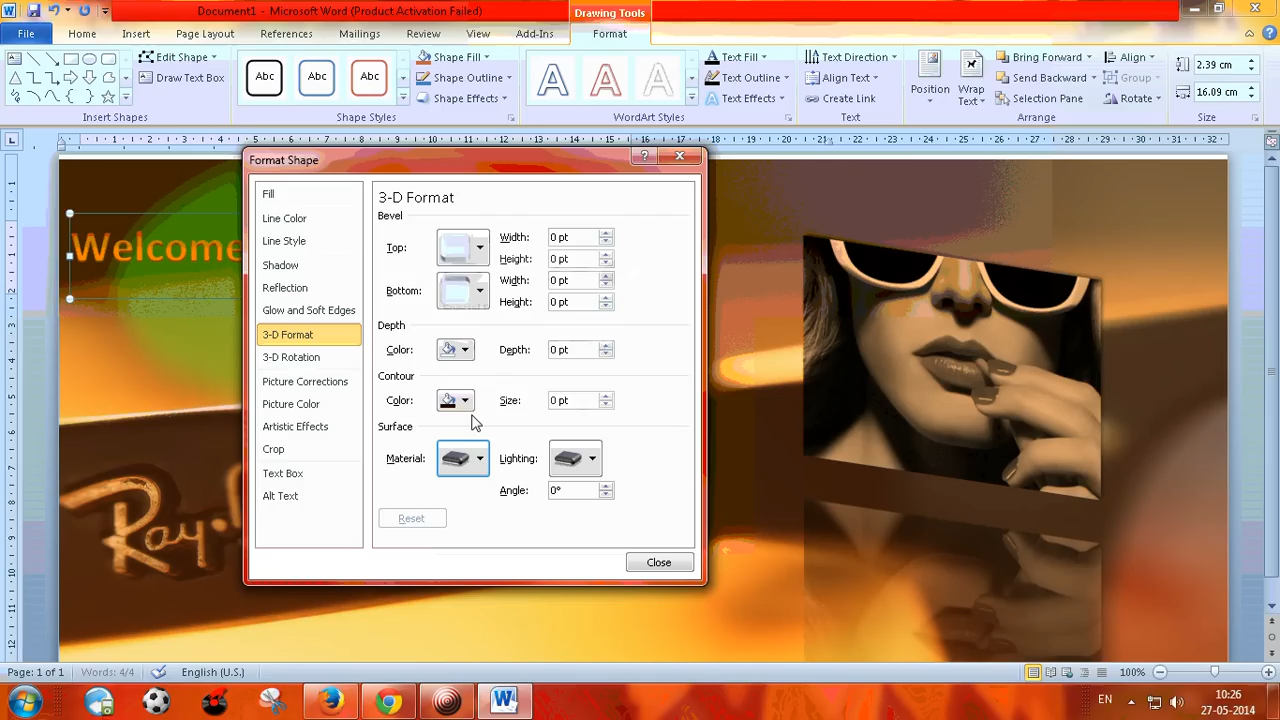 Document1 - Microsoft Word (Product Activation Failed)
Drawing Tools
File Home Insert Page Layout References Mailings Review View Add-Ins Format
Edit Shape
Draw Text Box
Insert Shapes
Abc Abc Abc
Shape Fill
Shape Outline
Shape Effects
Shape Styles
A A A
Text Fill
Text Outline
Text Effects
WordArt Styles
Text Direction
Align Text
Create Link
Text
Position
Wrap Text
Bring Forward
Send Backward
Selection Pane
Align
Group
Rotate
Arrange
2.39 cm
16.09 cm
Size
Format Shape
Fill
Line Color
Line Style
Shadow
Reflection
Glow and Soft Edges
3-D Format
3-D Rotation
Picture Corrections
Picture Color
Artistic Effects
Crop
Text Box
Alt Text
3-D Format
Bevel
Top:
Width: 0 pt
Height: 0 pt
Bottom:
Width: 0 pt
Height: 0 pt
Depth
Color: Depth: 0 pt
Contour
Color: Size: 0 pt
Surface
Material: Lighting:
Angle: 0°
Reset
Close
Welcome
Ray
Page: 1 of 1 Words: 4/4 English (U.S.) 100%
EN 10:26
27-05-2014